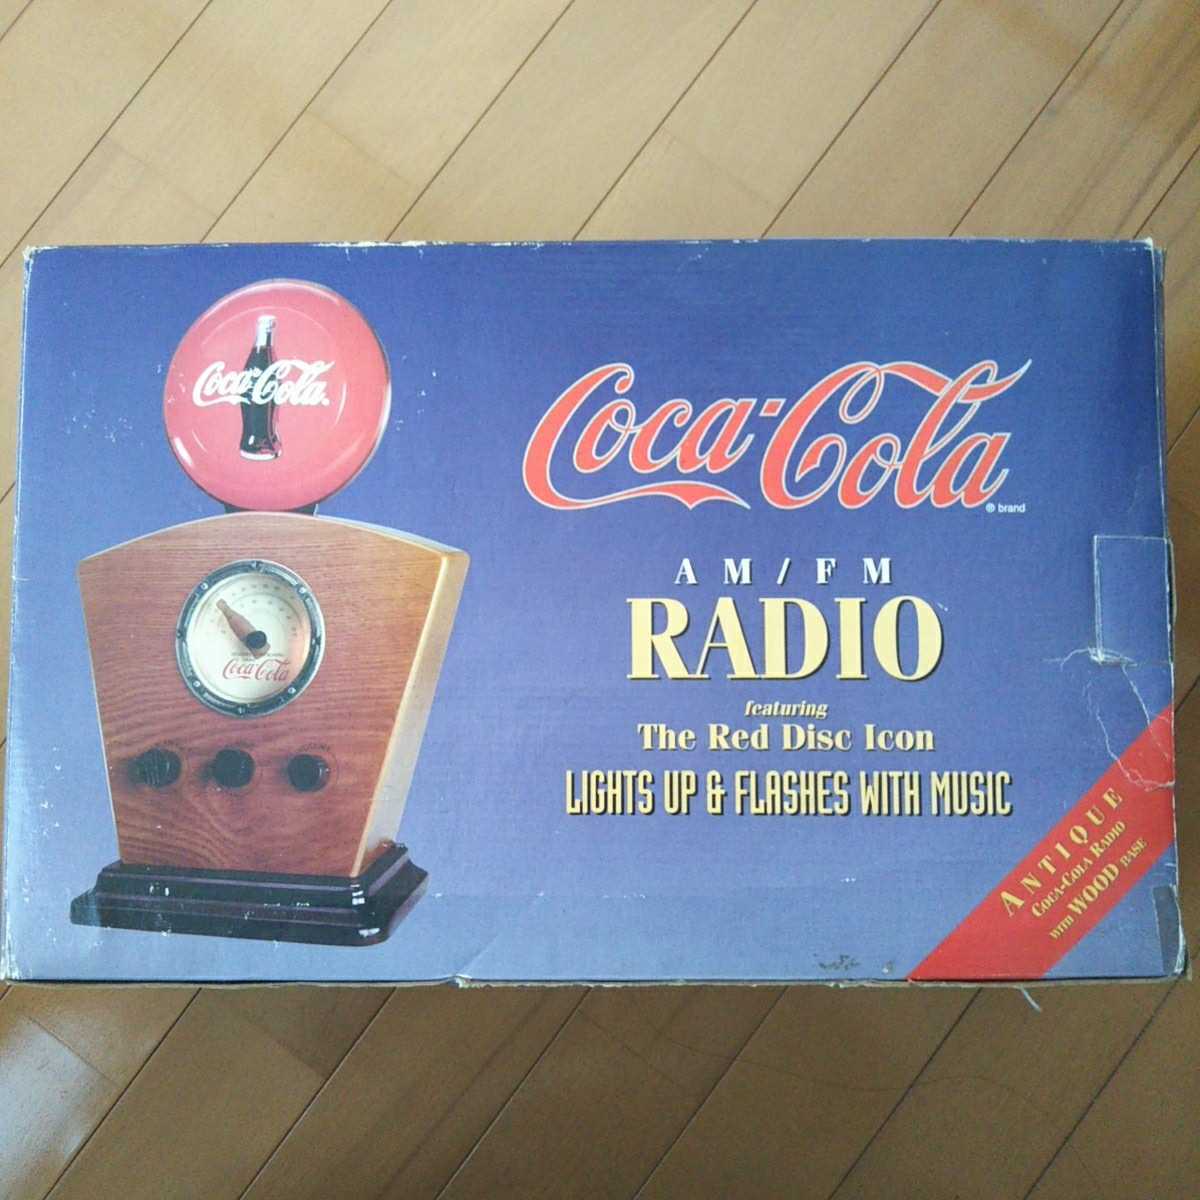 Coca-Cola.
Coca-Cola
Coca-Cola
® brand
AM/FM
RADIO
featuring
The Red Disc Icon
LIGHTS UP & FLASHES WITH MUSIC
ANTIQUE
COCA-COLA RADIO
WITH WOOD BASE